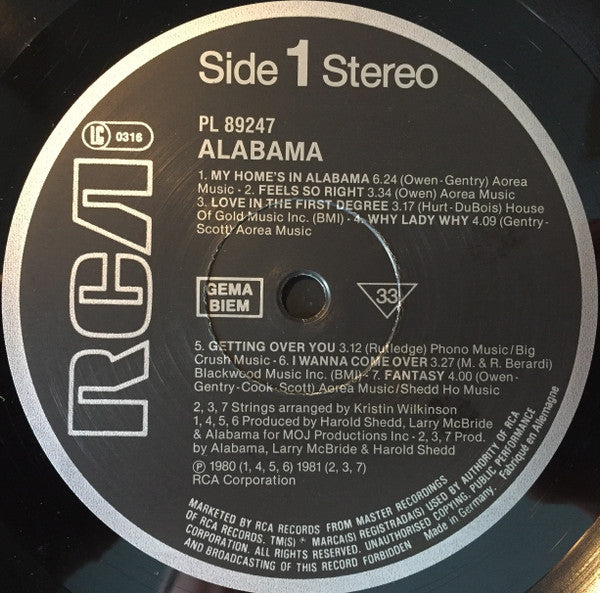 Side 1 Stereo
LC 0316
PL 89247
ALABAMA
RCA
1. MY HOME'S IN ALABAMA 6.24 (Owen-Gentry) Aorea
Music - 2. FEELS SO RIGHT 3.34 (Owen) Aorea Music -
3. LOVE IN THE FIRST DEGREE 3.17 (Hurt-DuBois) House
Of Gold Music Inc. (BMI) - 4. WHY LADY WHY 4.09 (Gentry-
Scott) Aorea Music
GEMA
BIEM
33
5. GETTING OVER YOU 3.12 (Rutledge) Phono Music/Big
Crush Music - 6. I WANNA COME OVER 3.27 (M. & R. Berardi)
Blackwood Music Inc. (BMI) - 7. FANTASY 4.00 (Owen-
Gentry-Cook-Scott) Aorea Music/Shedd Ho Music
2, 3, 7 Strings arranged by Kristin Wilkinson
1, 4, 5, 6 Produced by Harold Shedd, Larry McBride
& Alabama for MOJ Productions Inc - 2, 3, 7 Prod.
by Alabama, Larry McBride & Harold Shedd
℗ 1980 (1, 4, 5, 6) 1981 (2, 3, 7)
RCA Corporation
MARKETED BY RCA RECORDS FROM MASTER RECORDINGS
OF RCA RECORDS. TM(S) ® MARCA(S) REGISTRADA(S) USED BY AUTHORITY OF RCA
CORPORATION. ALL RIGHTS RESERVED. UNAUTHORISED COPYING, PUBLIC PERFORMANCE
AND BROADCASTING OF THIS RECORD FORBIDDEN
Made in Germany. Fabriqué en Allemagne